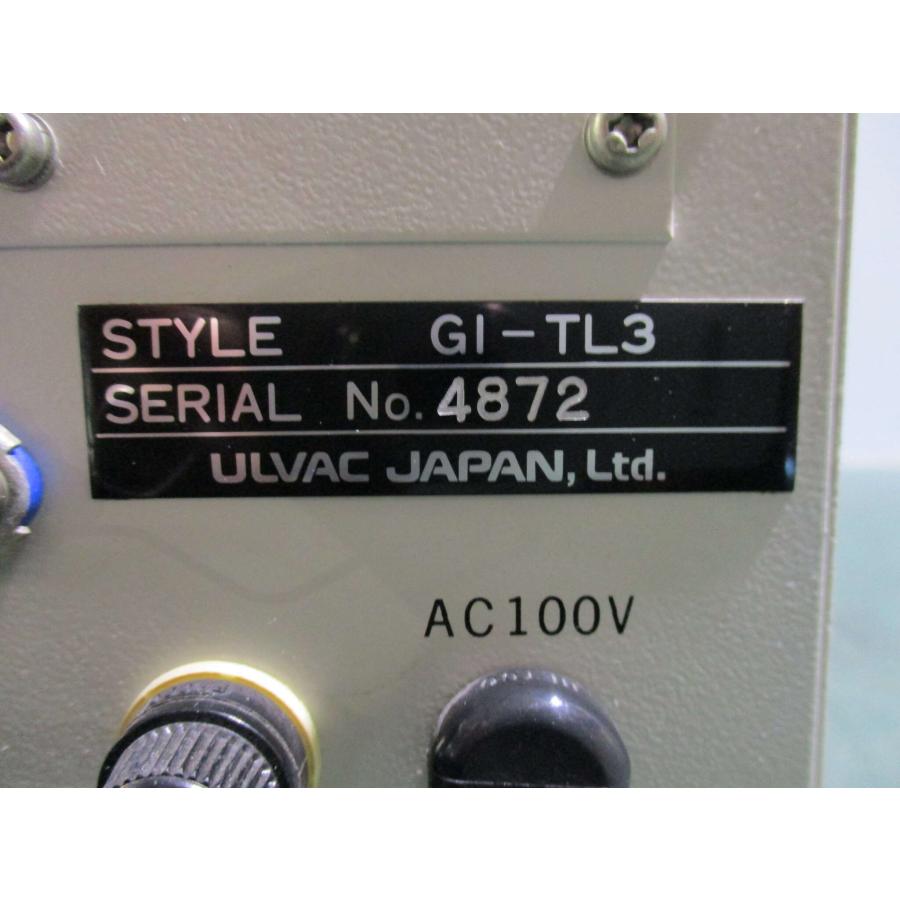 STYLE GI-TL3
SERIAL No. 4872
ULVAC JAPAN, Ltd.
AC100V